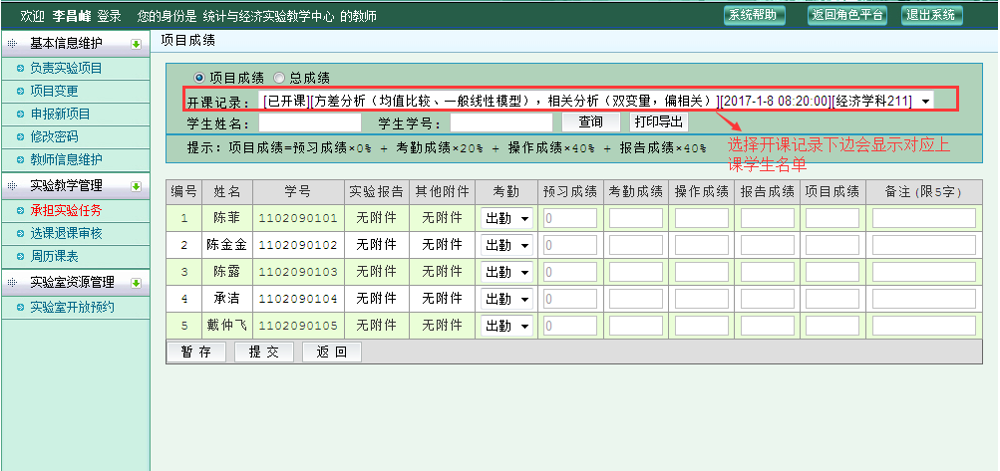 欢迎 李昌峰 登录 您的身份是 统计与经济实验教学中心 的教师
系统帮助 返回角色平台 退出系统
基本信息维护
负责实验项目
项目变更
申报新项目
修改密码
教师信息维护
实验教学管理
承担实验任务
选课退课审核
周历课表
实验室资源管理
实验室开放预约
项目成绩
项目成绩 总成绩
开课记录： [已开课][方差分析（均值比较、一般线性模型），相关分析（双变量，偏相关）][2017-1-8 08:20:00][经济学科211]
学生姓名： 学生学号： 查询 打印导出
提示：项目成绩=预习成绩×0% + 考勤成绩×20% + 操作成绩×40% + 报告成绩×40%
选择开课记录下边会显示对应上
课学生名单
编号 姓名 学号 实验报告 其他附件 考勤 预习成绩 考勤成绩 操作成绩 报告成绩 项目成绩 备注(限5字)
1 陈菲 1102090101 无附件 无附件 出勤 0
2 陈金金 1102090102 无附件 无附件 出勤 0
3 陈露 1102090103 无附件 无附件 出勤 0
4 承洁 1102090104 无附件 无附件 出勤 0
5 戴仲飞 1102090105 无附件 无附件 出勤 0
暂存 提交 返回